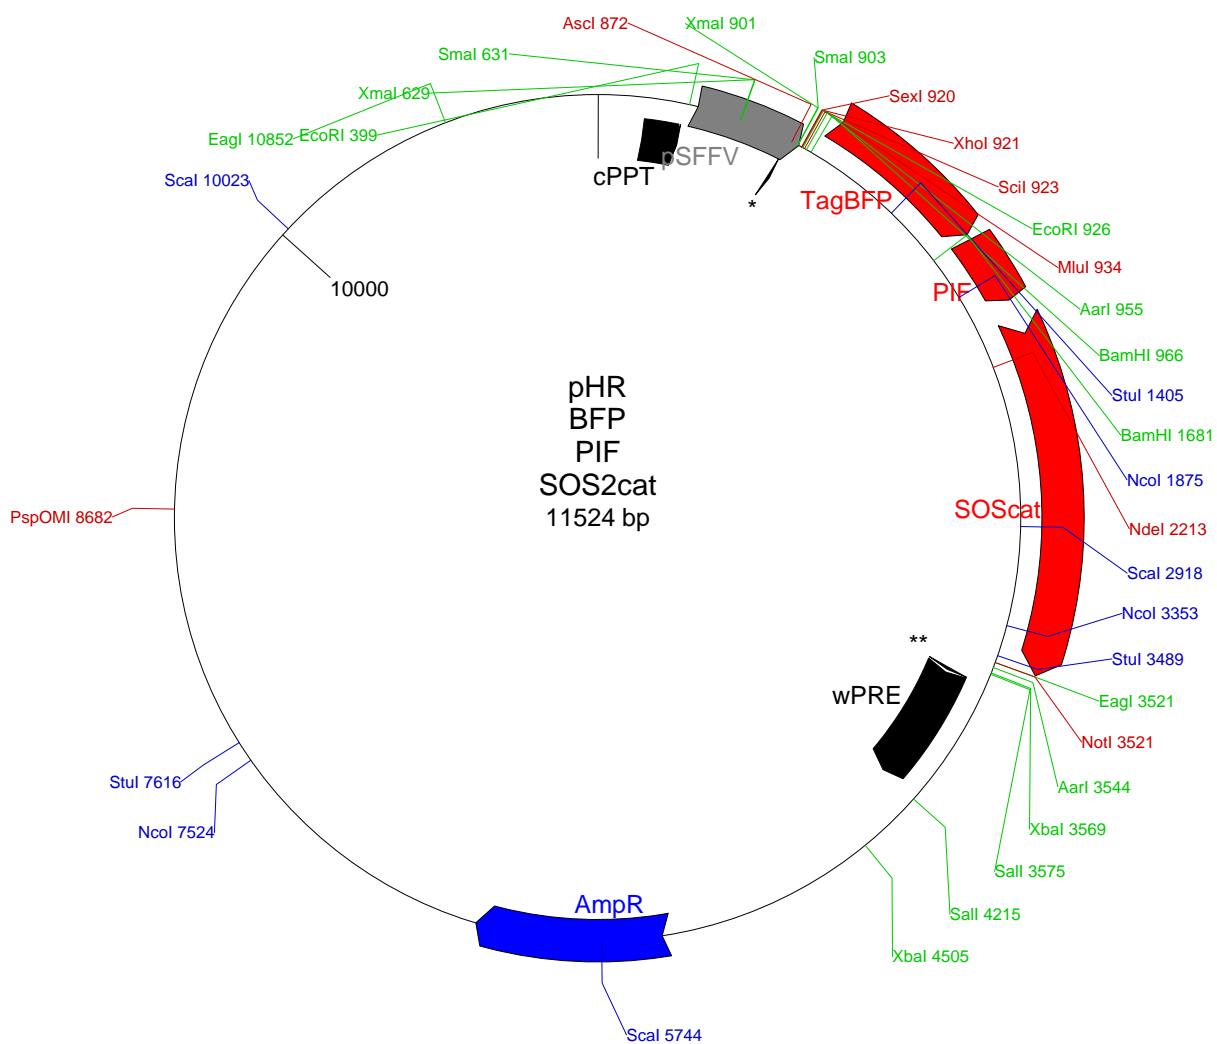 AscI 872
XmaI 901
SmaI 631
SmaI 903
XmaI 629
SexI 920
EagI 10852
EcoRI 399
XhoI 921
pSFFV
cPPT
ScaI 10023
SciI 923
*
TagBFP
EcoRI 926
MluI 934
10000
PIF
AarI 955
BamHI 966
pHR
BFP
PIF
SOS2cat
11524 bp
StuI 1405
BamHI 1681
NcoI 1875
PspOMI 8682
SOScat
NdeI 2213
ScaI 2918
NcoI 3353
**
StuI 3489
wPRE
EagI 3521
NotI 3521
StuI 7616
AarI 3544
NcoI 7524
XbaI 3569
SalI 3575
AmpR
SalI 4215
XbaI 4505
ScaI 5744